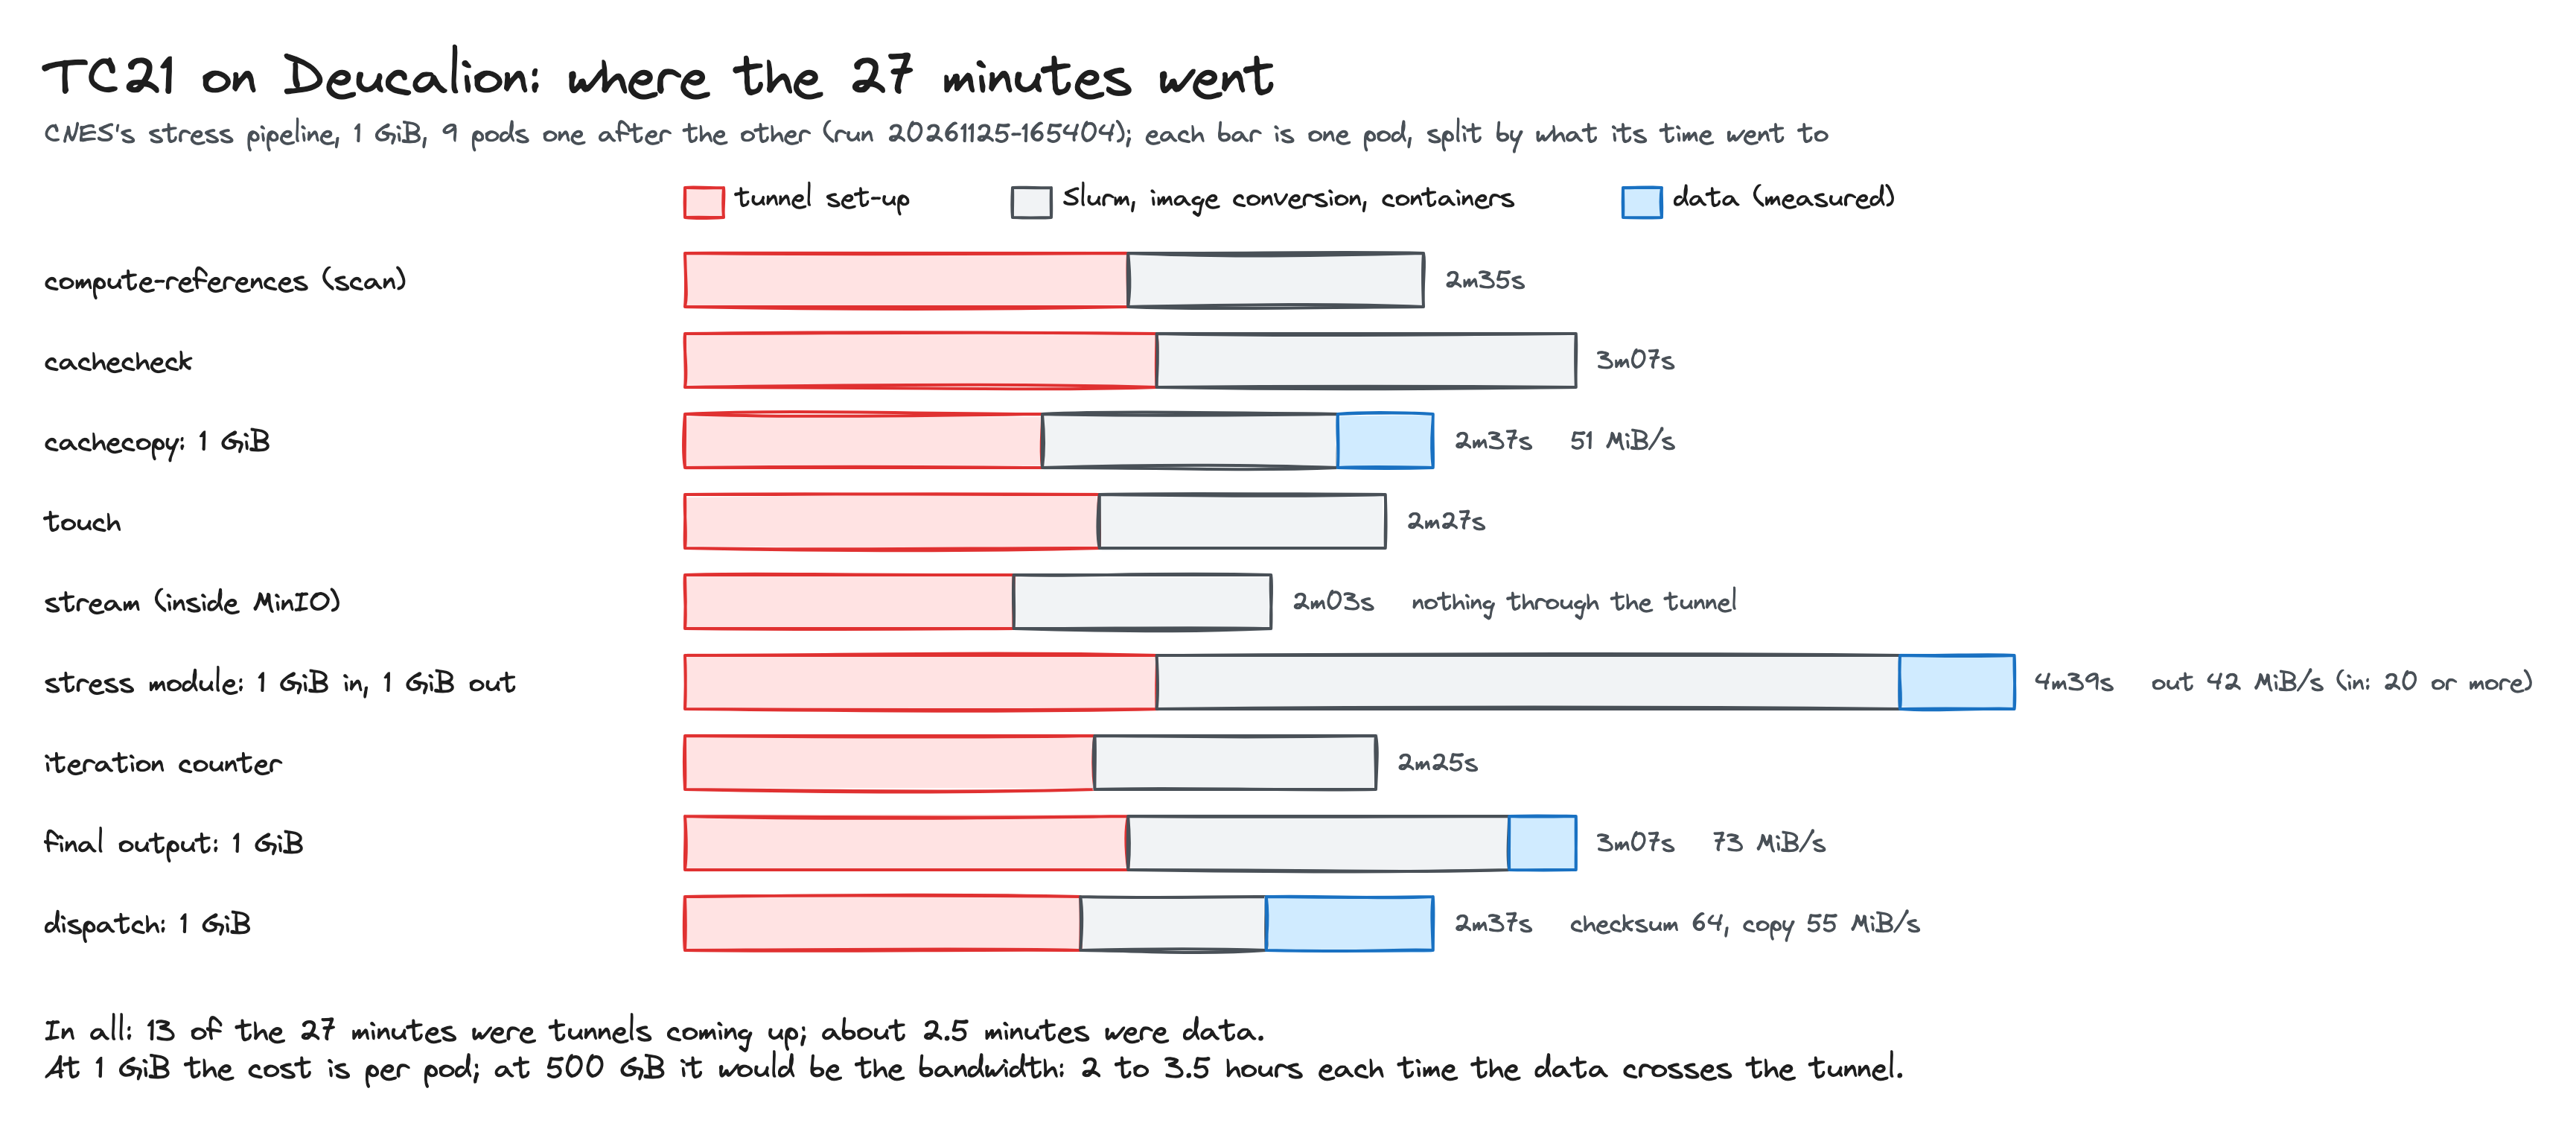 TC21 on Deucalion: where the 27 minutes went
CNES's stress pipeline, 1 GiB, 9 pods one after the other (run 20261125-165404); each bar is one pod, split by what its time went to
tunnel set-up
Slurm, image conversion, containers
data (measured)
compute-references (scan)
2m35s
cachecheck
3m07s
cachecopy: 1 GiB
2m37s 51 MiB/s
touch
2m27s
stream (inside MinIO)
2m03s nothing through the tunnel
stress module: 1 GiB in, 1 GiB out
4m39s out 42 MiB/s (in: 20 or more)
iteration counter
2m25s
final output: 1 GiB
3m07s 73 MiB/s
dispatch: 1 GiB
2m37s checksum 64, copy 55 MiB/s
In all: 13 of the 27 minutes were tunnels coming up; about 2.5 minutes were data.
At 1 GiB the cost is per pod; at 500 GB it would be the bandwidth: 2 to 3.5 hours each time the data crosses the tunnel.